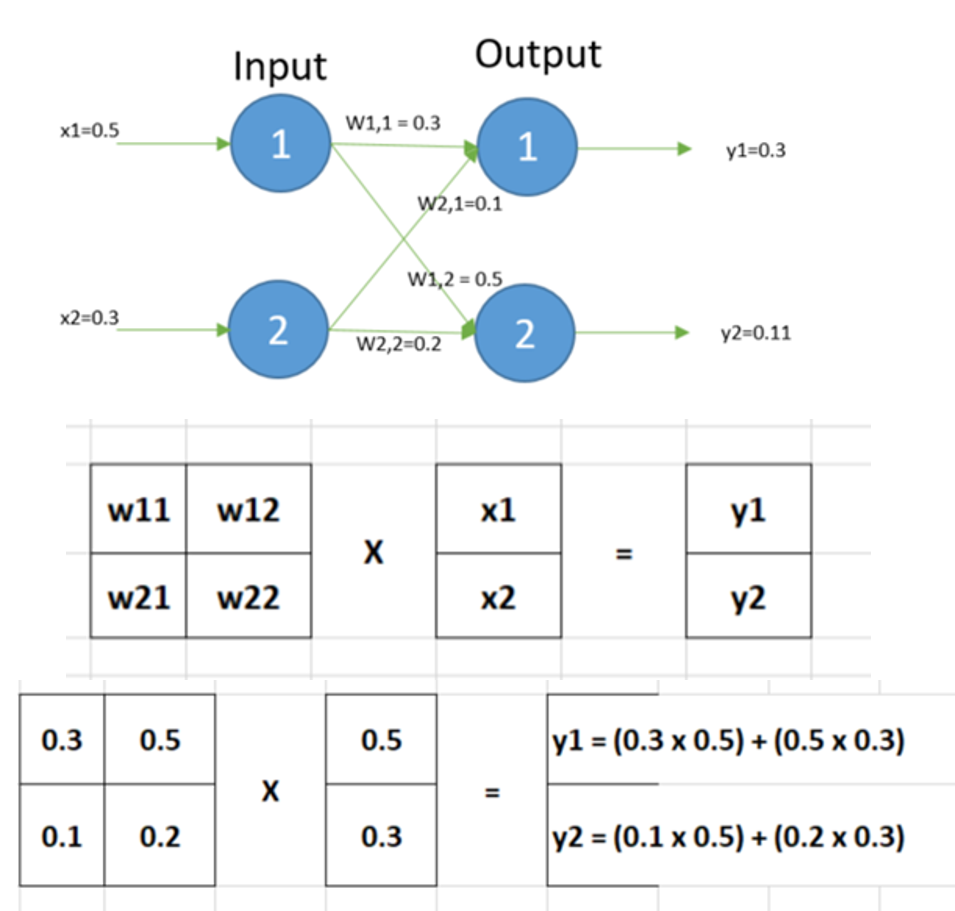 Input
Output
x1=0.5
1
W1,1 = 0.3
1
y1=0.3
W2,1=0.1
W1,2 = 0.5
x2=0.3
2
W2,2=0.2
2
y2=0.11
w11 w12 X x1 = y1
w21 w22 x2 y2
0.3 0.5 X 0.5 = y1 = (0.3 x 0.5) + (0.5 x 0.3)
0.1 0.2 0.3 y2 = (0.1 x 0.5) + (0.2 x 0.3)